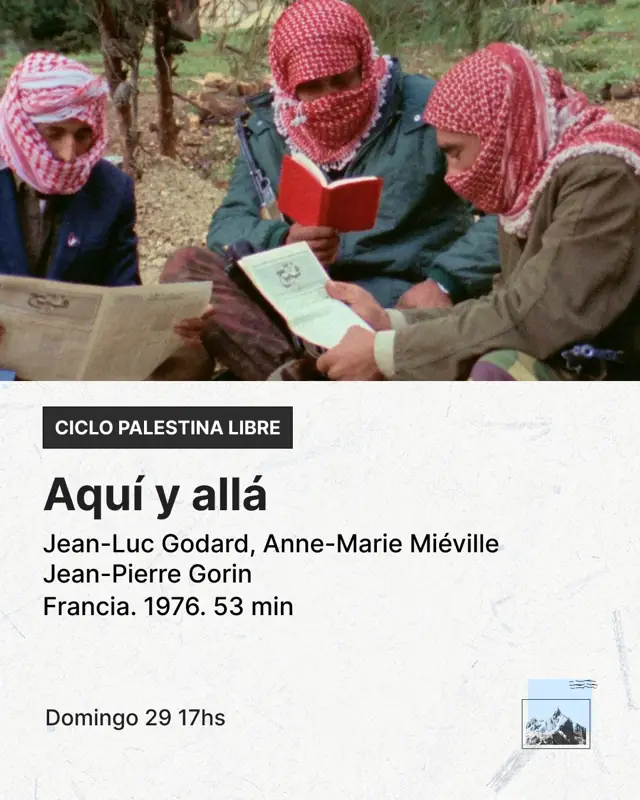 CICLO PALESTINA LIBRE
Aquí y allá
Jean-Luc Godard, Anne-Marie Miéville
Jean-Pierre Gorin
Francia. 1976. 53 min
Domingo 29 17hs